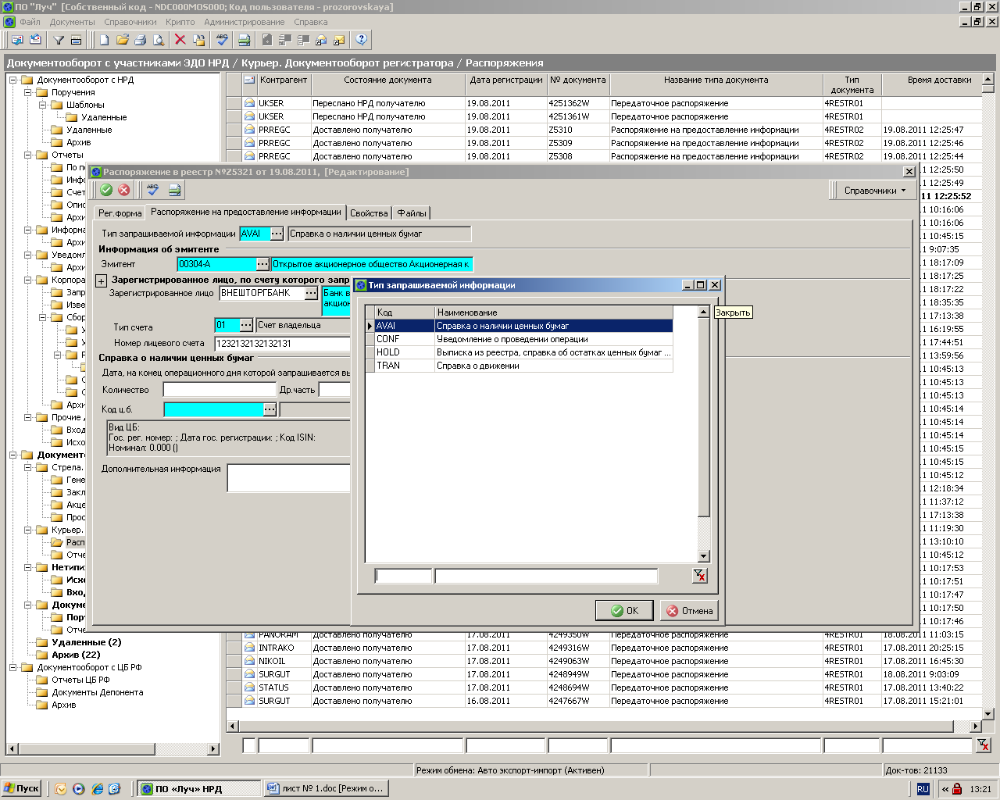 ПО "Луч" [Собственный код - NDC000MOS000; Код пользователя - prozorovskaya]
Файл Документы Справочники Крипто Администрирование Справка
Документооборот с участниками ЭДО НРД / Курьер. Документооборот регистратора / Распоряжения
Документооборот с НРД
Поручения
Шаблоны
Удаленные
Удаленные
Архив
Отчеты
Контрагент Состояние документа Дата регистрации № документа Название типа документа Тип документа Время доставки
UKSER Переслано НРД получателю 19.08.2011 4251362W Передаточное распоряжение 4RESTR01
UKSER Переслано НРД получателю 19.08.2011 4251361W Передаточное распоряжение 4RESTR01
PRREGC Доставлено получателю 19.08.2011 Z5310 Распоряжение на предоставление информации 4RESTR02 19.08.2011 12:25:47
PRREGC Доставлено получателю 19.08.2011 Z5309 Распоряжение на предоставление информации 4RESTR02 19.08.2011 12:25:46
PRREGC Доставлено получателю 19.08.2011 Z5308 Распоряжение на предоставление информации 4RESTR02 19.08.2011 12:25:44
Распоряжение в реестр №Z5321 от 19.08.2011, [Редактирование]
Справочники
Рег.форма Распоряжение на предоставление информации Свойства Файлы
Тип запрашиваемой информации AVAI ... Справка о наличии ценных бумаг
Информация об эмитенте
Эмитент 00304-A ... Открытое акционерное общество Акционерная к
+ Зарегистрированное лицо, по счету которого запр
Зарегистрированное лицо ВНЕШТОРГБАНК ... Банк в
акцион
Тип счета 01 ... Счет владельца
Номер лицевого счета 1232132132132131
Справка о наличии ценных бумаг
Дата, на конец операционного дня которой запрашивается вы
Количество Др.часть
Код ц.б. ...
Вид ЦБ:
Гос. рег. номер: ; Дата гос. регистрации: ; Код ISIN:
Номинал: 0.000 ()
Дополнительная информация
Тип запрашиваемой информации
Закрыть
Код Наименование
AVAI Справка о наличии ценных бумаг
CONF Уведомление о проведении операции
HOLD Выписка из реестра, справка об остатках ценных бумаг ...
TRAN Справка о движении
OK Отмена
По п
Инфо
Счет
Опис
Архи
Информа
Архи
Уведомл
Архи
Корпора
Запр
Изве
Сбор
У
У
Р
С
С
Архи
Прочие д
Вход
Исхо
Документ
Стрела.
Гене
Закл
Акце
Прос
Курьер.
Расп
Отче
Нетипи
Исхо
Вход
Докуме
Пор
Отче
Удаленные (2)
Архив (22)
Документооборот с ЦБ РФ
Отчеты ЦБ РФ
Документы Депонента
Архив
1 12:25:50
1 12:25:49
11 12:25:52
1 10:16:06
1 10:16:06
1 10:45:15
1 9:07:35
1 18:17:09
1 18:17:25
1 18:17:22
1 18:35:35
1 17:13:38
1 16:19:55
1 17:44:51
1 13:59:56
1 10:45:13
1 10:45:13
1 10:45:13
1 10:45:14
1 10:45:14
1 10:45:14
1 10:45:15
1 10:45:15
1 10:45:12
1 12:18:34
1 11:37:12
1 17:13:38
1 11:19:30
1 13:10:10
1 10:45:12
1 10:17:53
1 10:17:51
1 10:17:47
1 10:17:50
1 10:17:46
PANORAM Доставлено получателю 17.08.2011 4249350W Передаточное распоряжение 4RESTR01 18.08.2011 11:03:15
INTRAKO Доставлено получателю 17.08.2011 4249316W Передаточное распоряжение 4RESTR01 17.08.2011 20:25:15
NIKOIL Доставлено получателю 17.08.2011 4249063W Передаточное распоряжение 4RESTR01 17.08.2011 16:45:30
SURGUT Доставлено получателю 17.08.2011 4248949W Передаточное распоряжение 4RESTR01 18.08.2011 9:03:09
STATUS Доставлено получателю 17.08.2011 4248694W Передаточное распоряжение 4RESTR01 17.08.2011 13:40:22
SURGUT Доставлено получателю 16.08.2011 4247667W Передаточное распоряжение 4RESTR01 17.08.2011 15:21:01
Режим обмена: Авто экспорт-импорт (Активен) Док-тов: 21133
Пуск ПО «Луч» НРД лист № 1.doc [Режим о... RU « 13:21